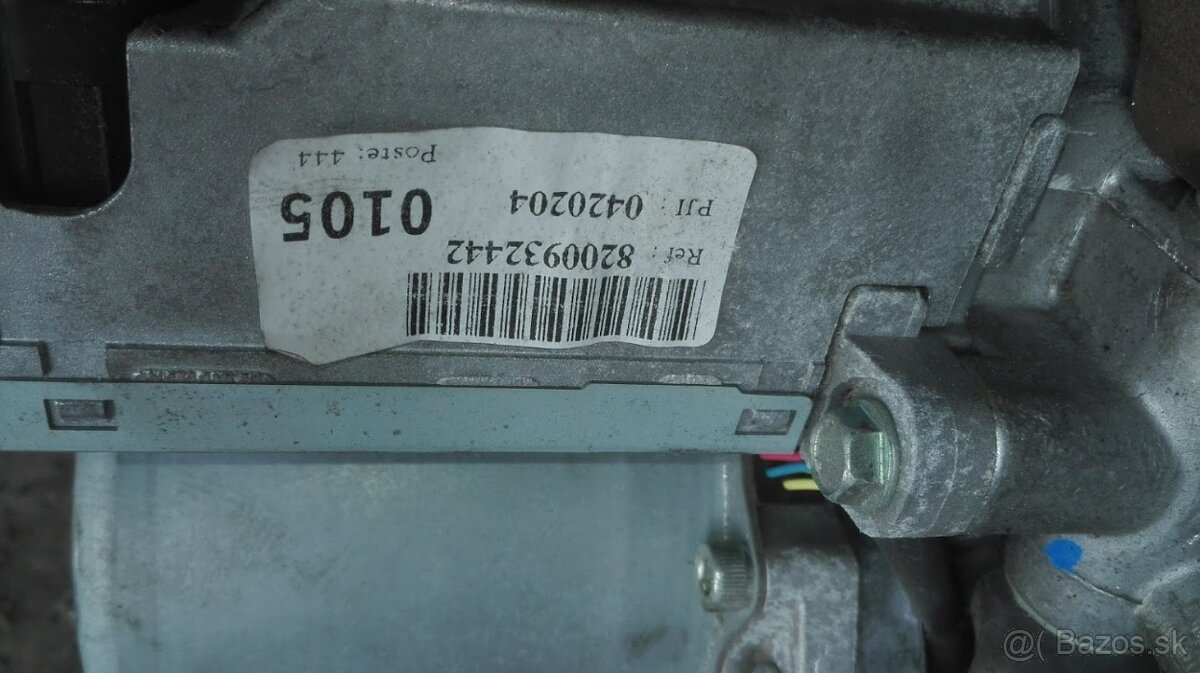 Ref : 8200932442
PJI : 0420204
0105
Poste: 444
@( Bazos.sk